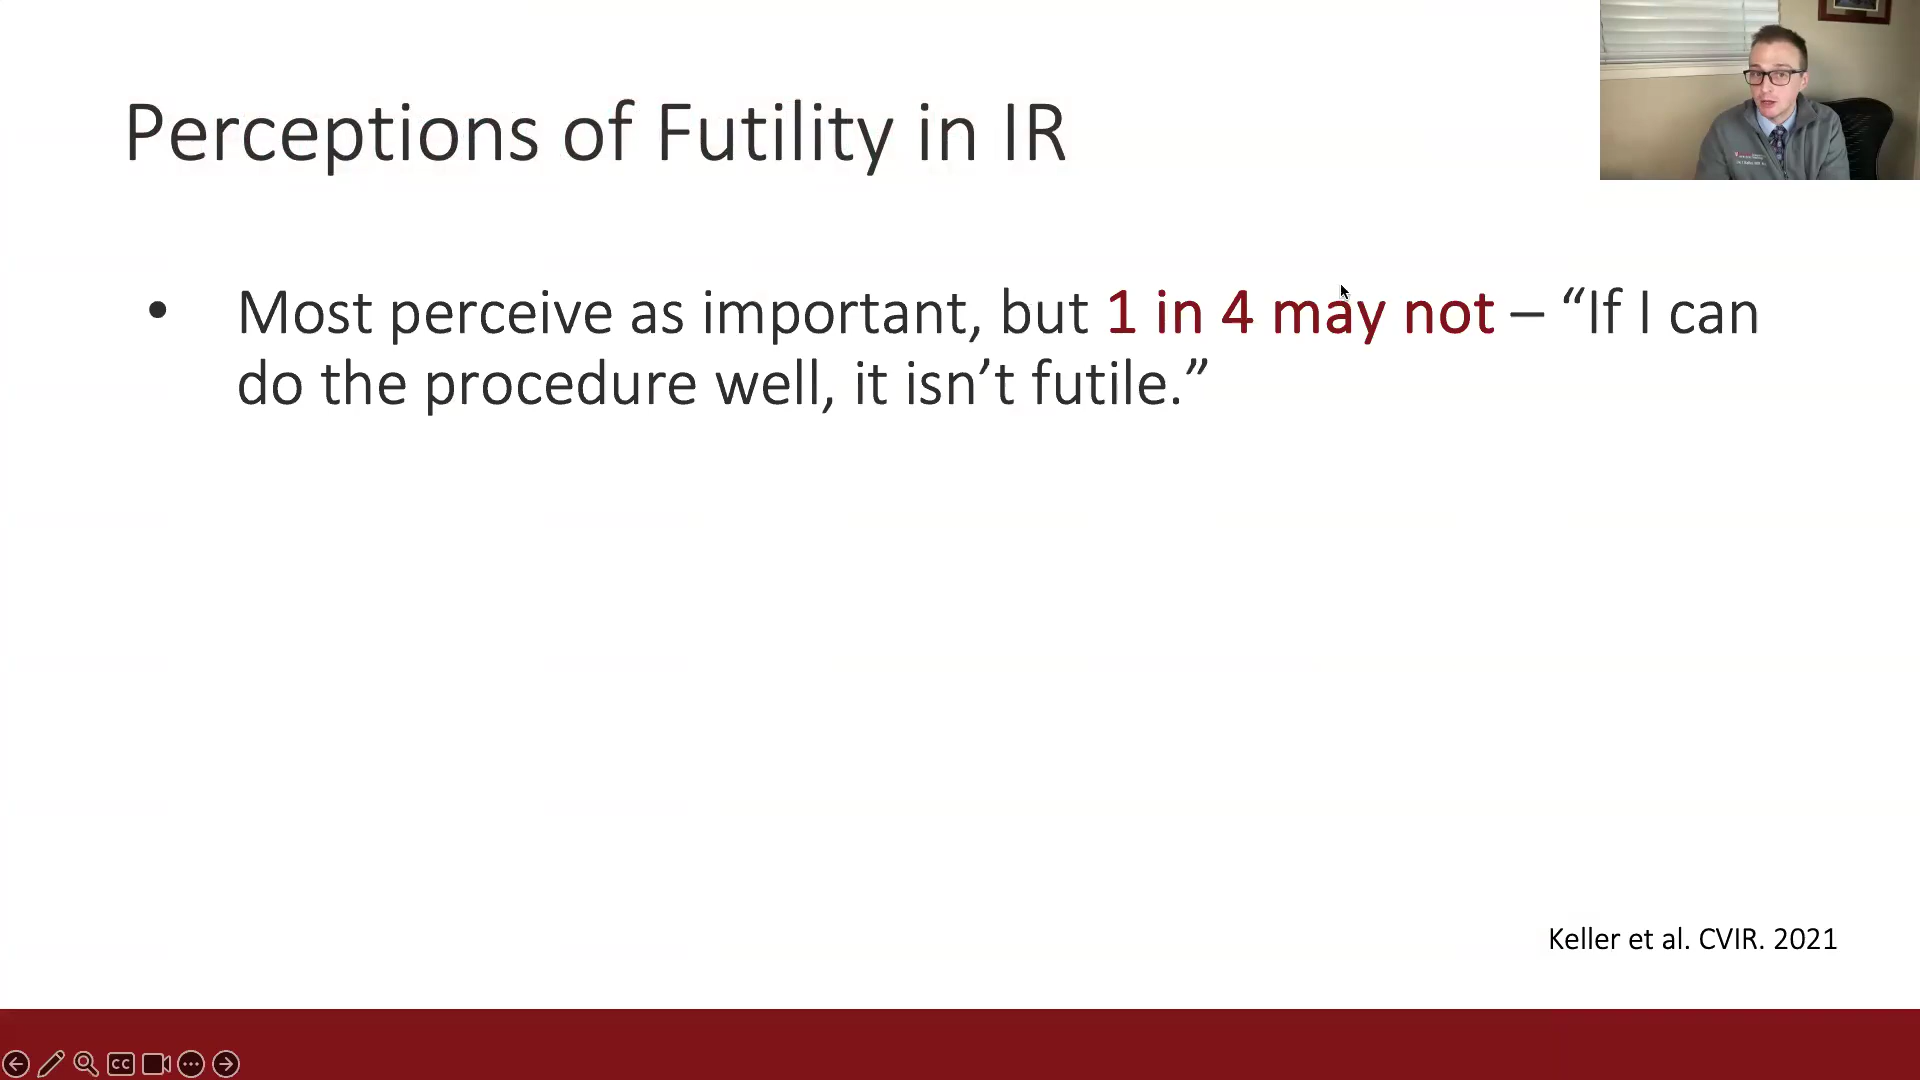 Perceptions of Futility in IR
• Most perceive as important, but 1 in 4 may not – “If I can
do the procedure well, it isn’t futile.”
Keller et al. CVIR. 2021
CC